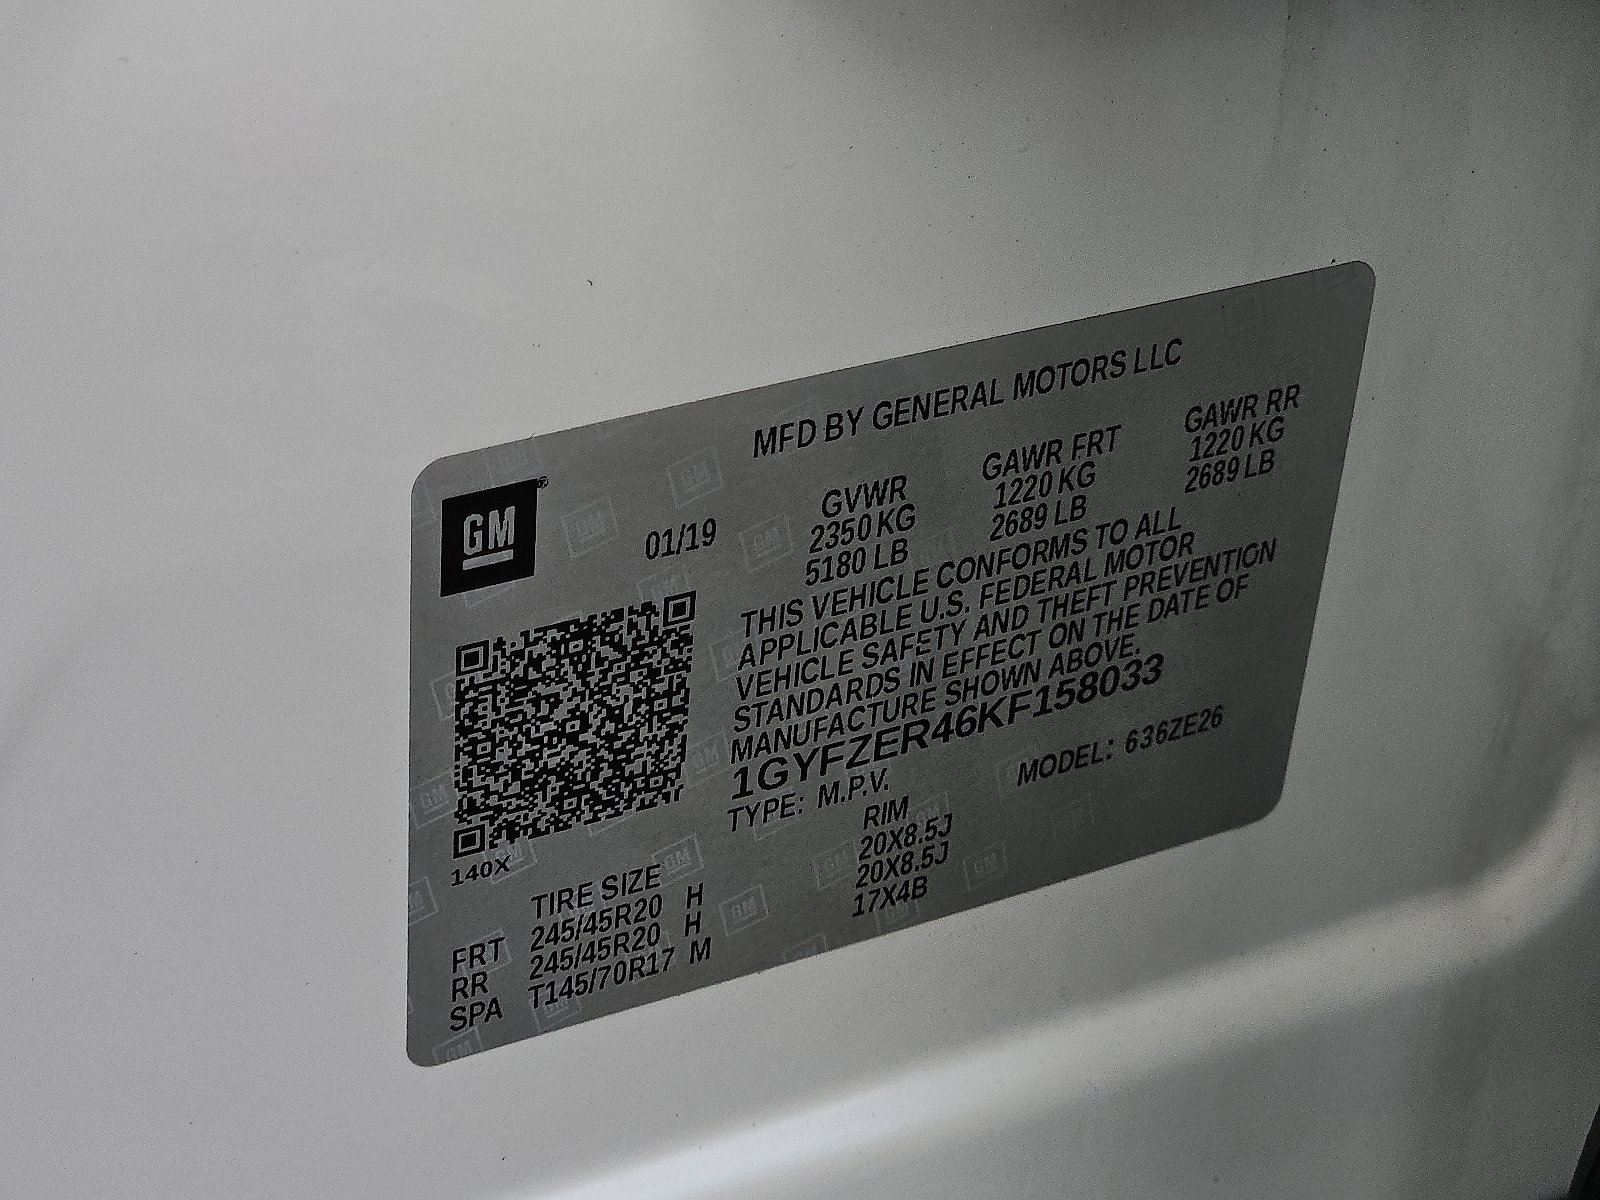 MFD BY GENERAL MOTORS LLC
GM®
01/19
GVWR GAWR FRT GAWR RR
2350 KG 1220 KG 1220 KG
5180 LB 2689 LB 2689 LB
THIS VEHICLE CONFORMS TO ALL
APPLICABLE U.S. FEDERAL MOTOR
VEHICLE SAFETY AND THEFT PREVENTION
STANDARDS IN EFFECT ON THE DATE OF
MANUFACTURE SHOWN ABOVE.
1GYFZER46KF158033
TYPE: M.P.V. MODEL: 636ZE26
140X
TIRE SIZE RIM
FRT 245/45R20 H 20X8.5J
RR 245/45R20 H 20X8.5J
SPA T145/70R17 M 17X4B